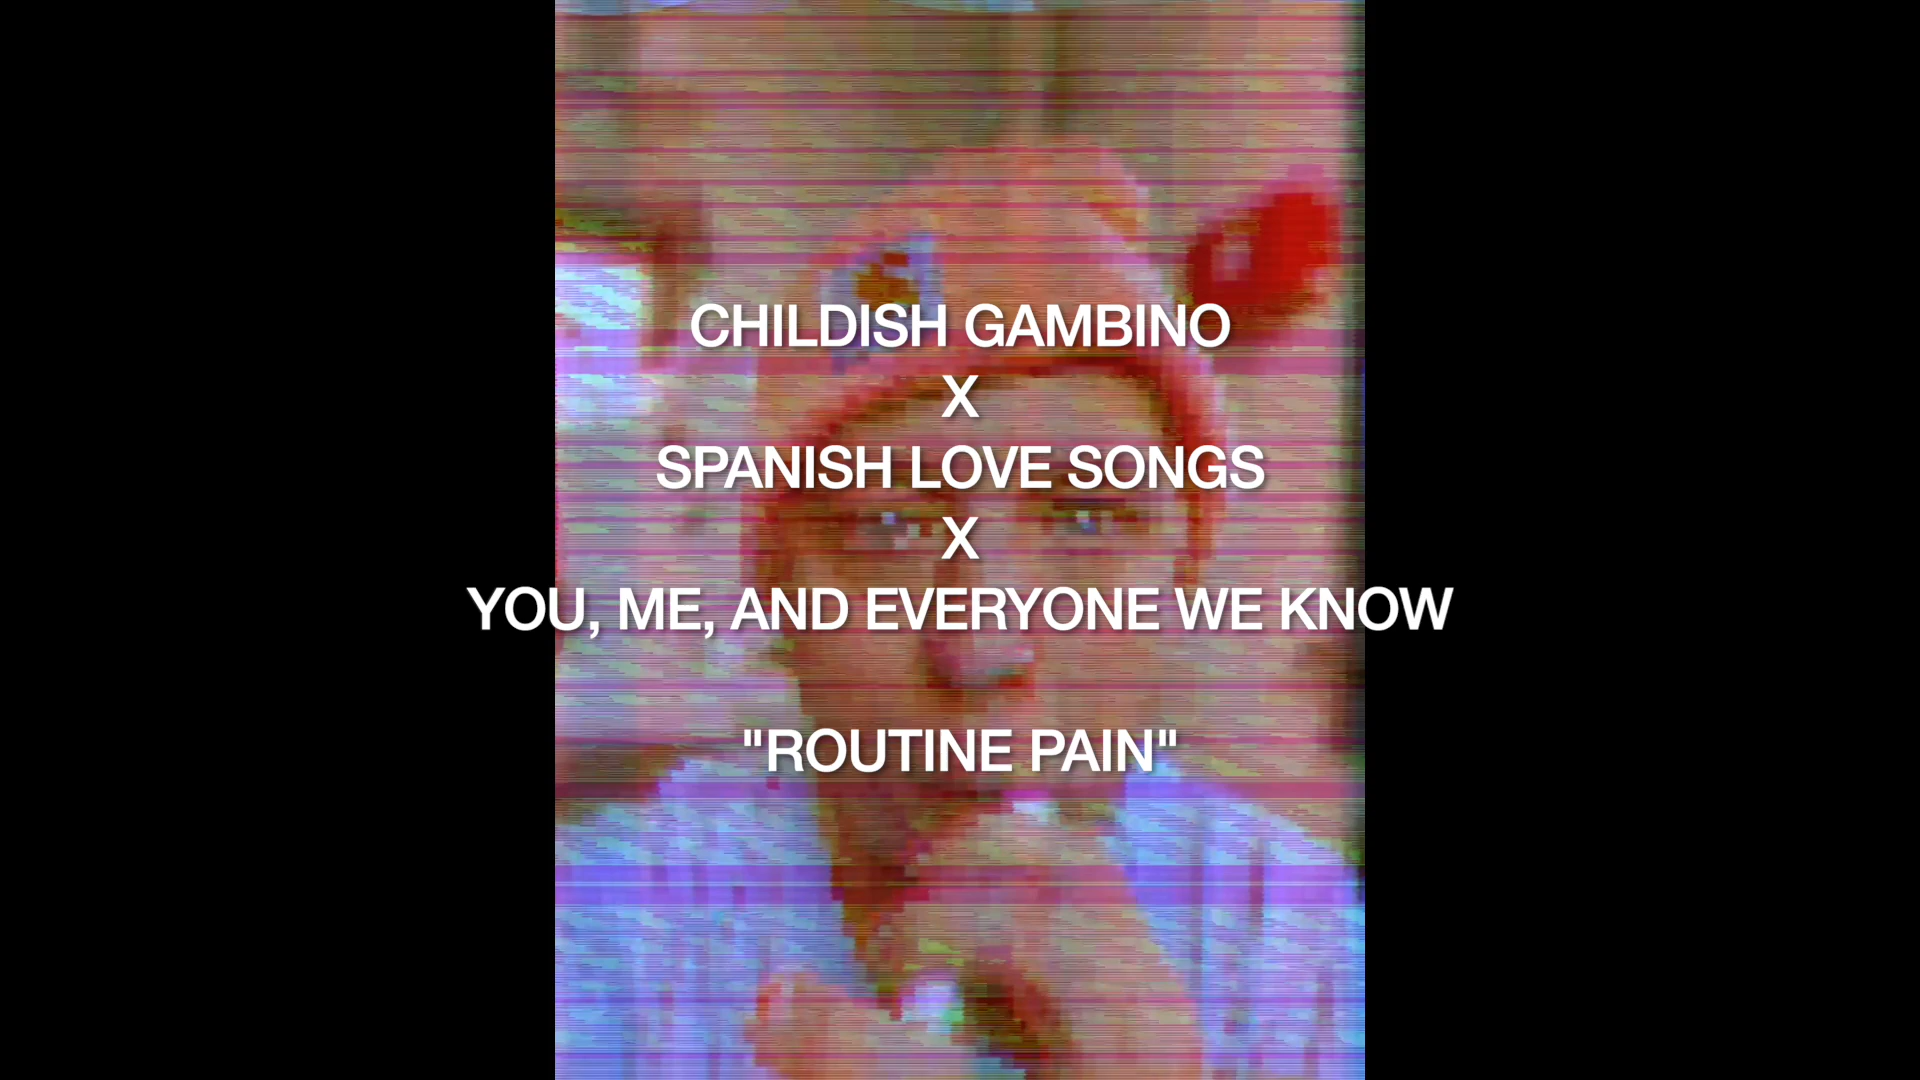 CHILDISH GAMBINO
X
SPANISH LOVE SONGS
X
YOU, ME, AND EVERYONE WE KNOW
"ROUTINE PAIN"